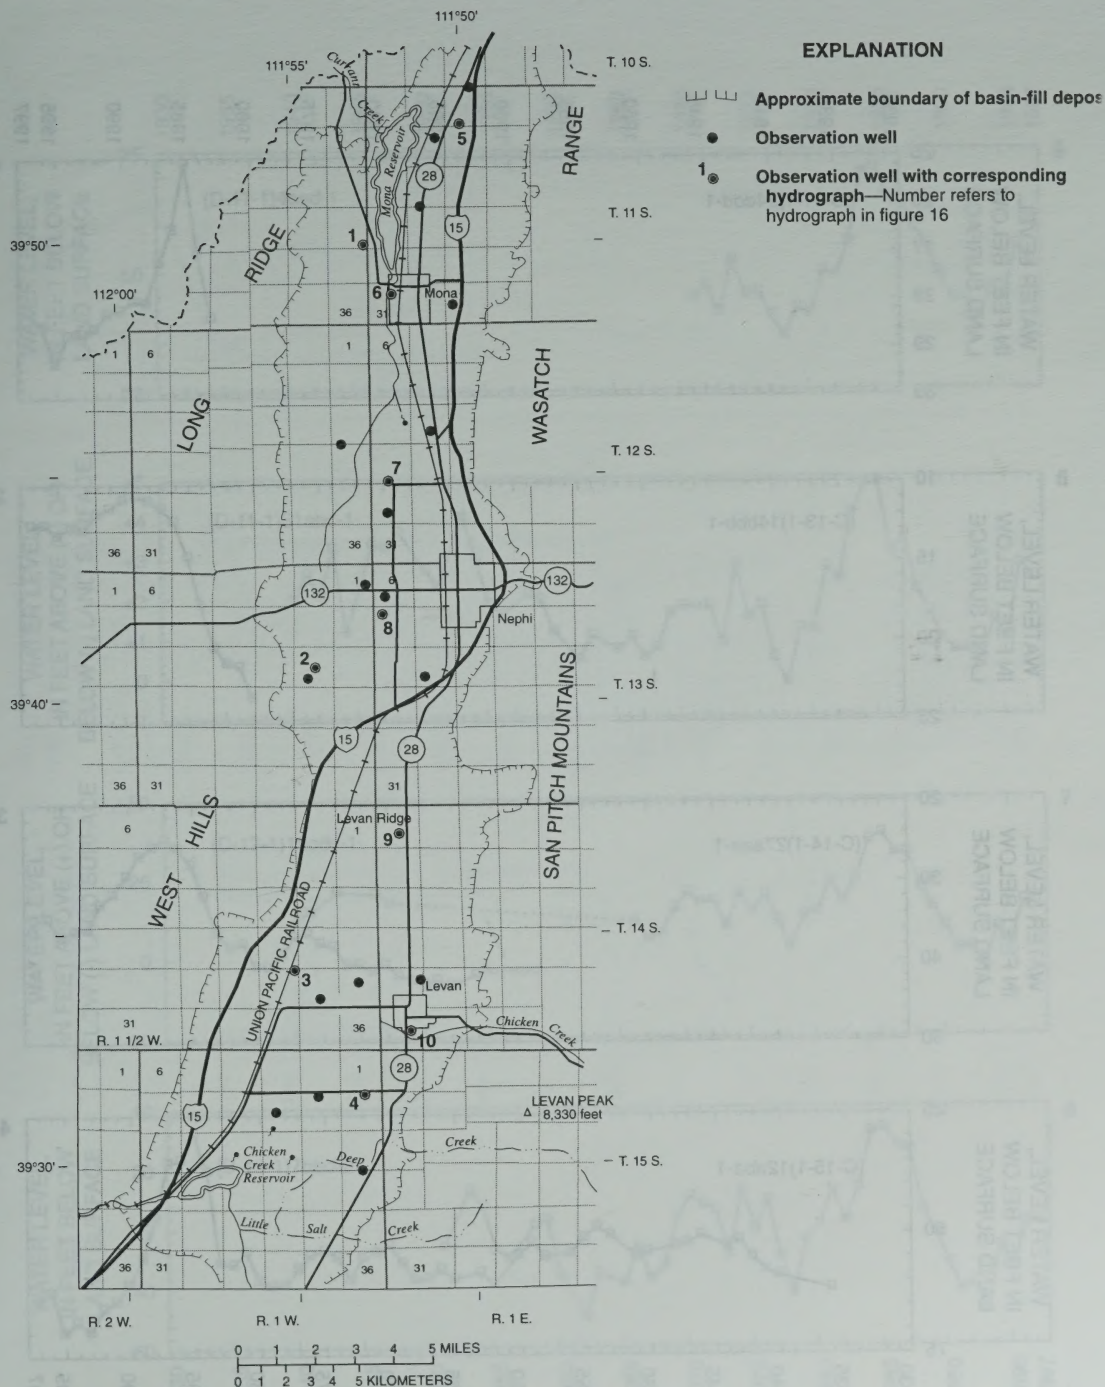 111°50'
111°55'
T. 10 S.
EXPLANATION
Approximate boundary of basin-fill depos
Observation well
1 Observation well with corresponding
hydrograph—Number refers to
hydrograph in figure 16
Currant
Creek
Mona Reservoir
5
28
RANGE
T. 11 S.
15
1
39°50'
RIDGE
6
Mona
112°00'
36 31
1 6
1 6
LONG
WASATCH
T. 12 S.
7
36 31
36 31
1 6
1 6
132
132
8
Nephi
2
T. 13 S.
39°40'
15
28
SAN PITCH MOUNTAINS
36 31
31
HILLS
6
Levan Ridge
1
9
WEST
UNION PACIFIC RAILROAD
T. 14 S.
3
Levan
31
R. 1 1/2 W.
36
10
Chicken
Creek
1 6
1
28
15
4
LEVAN PEAK
8,330 feet
Chicken
Creek
Reservoir
Deep
Creek
39°30'
T. 15 S.
Little Salt Creek
36 31
36 31
R. 2 W. R. 1 W. R. 1 E.
0 1 2 3 4 5 MILES
0 1 2 3 4 5 KILOMETERS